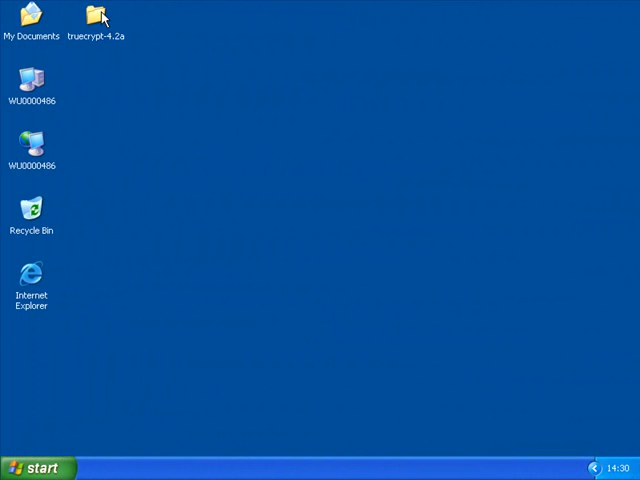 My Documents
truecrypt-4.2a
WU0000486
WU0000486
Recycle Bin
Internet
Explorer
start
14:30